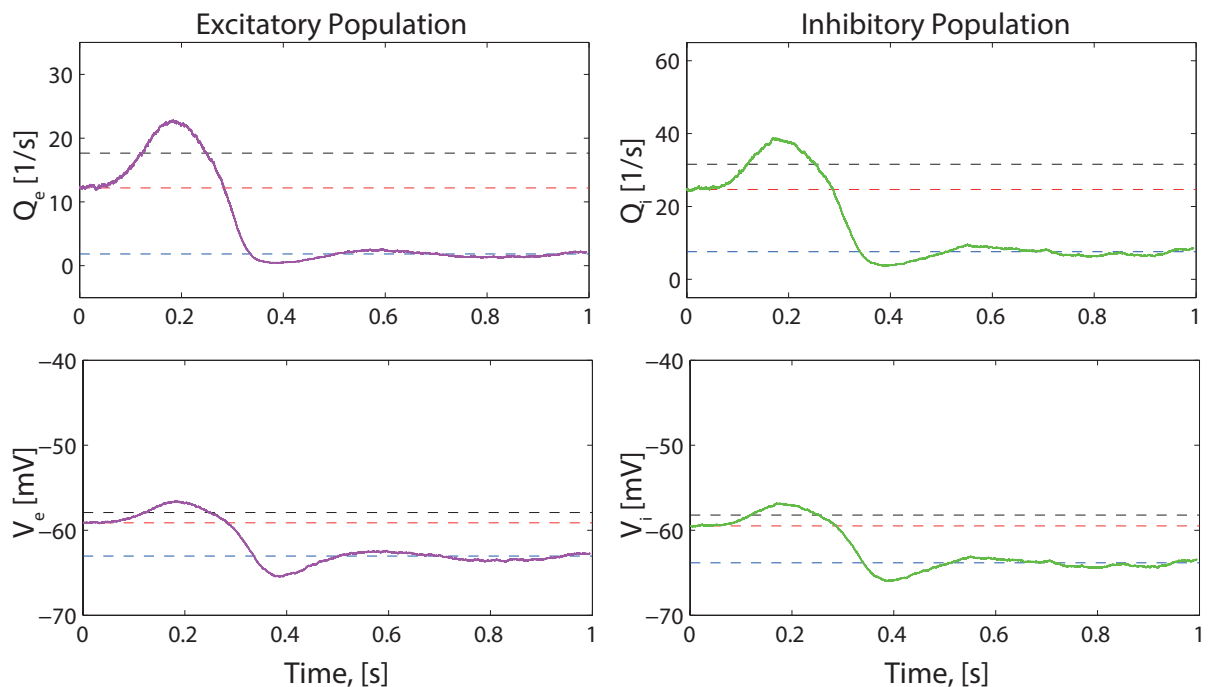 Excitatory Population
Inhibitory Population
30
20
10
0
Q_e [1/s]
0 0.2 0.4 0.6 0.8 1
60
40
20
0
Q_i [1/s]
0 0.2 0.4 0.6 0.8 1
−40
−50
−60
−70
V_e [mV]
0 0.2 0.4 0.6 0.8 1
Time, [s]
−40
−50
−60
−70
V_i [mV]
0 0.2 0.4 0.6 0.8 1
Time, [s]